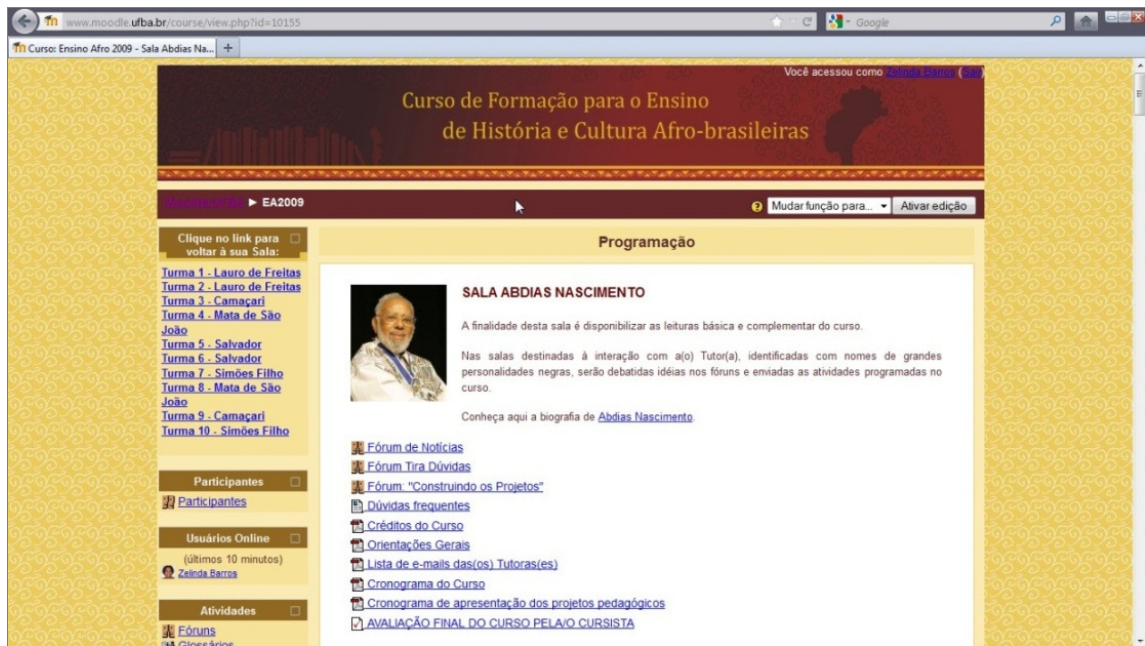 www.moodle.ufba.br/course/view.php?id=10155
Google
Curso: Ensino Afro 2009 - Sala Abdias Na...
Você acessou como Zelinda Barros (Sair)
Curso de Formação para o Ensino
de História e Cultura Afro-brasileiras
► EA2009
Mudar função para...
Ativar edição
Clique no link para
voltar à sua Sala:
Turma 1 - Lauro de Freitas
Turma 2 - Lauro de Freitas
Turma 3 - Camaçari
Turma 4 - Mata de São
João
Turma 5 - Salvador
Turma 6 - Salvador
Turma 7 - Simões Filho
Turma 8 - Mata de São
João
Turma 9 - Camaçari
Turma 10 - Simões Filho
Participantes
Participantes
Usuários Online
(últimos 10 minutos)
Zelinda Barros
Atividades
Fóruns
Glossários
Programação
SALA ABDIAS NASCIMENTO
A finalidade desta sala é disponibilizar as leituras básica e complementar do curso.
Nas salas destinadas à interação com a(o) Tutor(a), identificadas com nomes de grandes
personalidades negras, serão debatidas idéias nos fóruns e enviadas as atividades programadas no
curso.
Conheça aqui a biografia de Abdias Nascimento.
Fórum de Notícias
Fórum Tira Dúvidas
Fórum: "Construindo os Projetos"
Dúvidas frequentes
Créditos do Curso
Orientações Gerais
Lista de e-mails das(os) Tutoras(es)
Cronograma do Curso
Cronograma de apresentação dos projetos pedagógicos
AVALIAÇÃO FINAL DO CURSO PELA/O CURSISTA